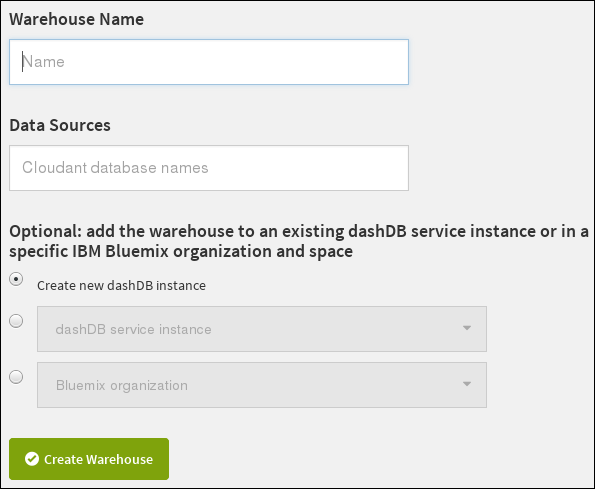 Warehouse Name
Name
Data Sources
Cloudant database names
Optional: add the warehouse to an existing dashDB service instance or in a
specific IBM Bluemix organization and space
Create new dashDB instance
dashDB service instance
Bluemix organization
Create Warehouse